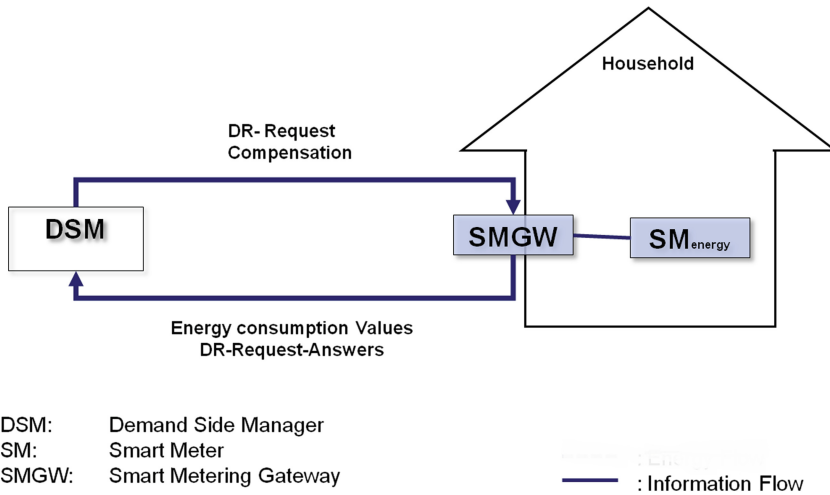 Household
DR- Request
Compensation
DSM
SMGW
SMenergy
Energy consumption Values
DR-Request-Answers
DSM: Demand Side Manager
SM: Smart Meter
SMGW: Smart Metering Gateway
: Information Flow